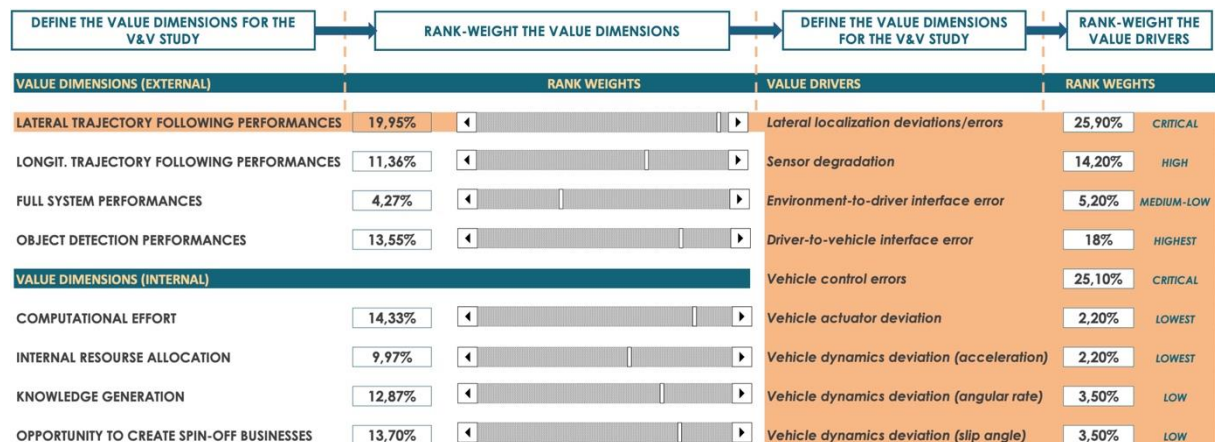 DEFINE THE VALUE DIMENSIONS FOR THE
V&V STUDY
RANK-WEIGHT THE VALUE DIMENSIONS
DEFINE THE VALUE DIMENSIONS
FOR THE V&V STUDY
RANK-WEIGHT THE
VALUE DRIVERS
VALUE DIMENSIONS (EXTERNAL) RANK WEIGHTS VALUE DRIVERS RANK WEGHTS
LATERAL TRAJECTORY FOLLOWING PERFORMANCES 19,95% Lateral localization deviations/errors 25,90% CRITICAL
LONGIT. TRAJECTORY FOLLOWING PERFORMANCES 11,36% Sensor degradation 14,20% HIGH
FULL SYSTEM PERFORMANCES 4,27% Environment-to-driver interface error 5,20% MEDIUM-LOW
OBJECT DETECTION PERFORMANCES 13,55% Driver-to-vehicle interface error 18% HIGHEST
VALUE DIMENSIONS (INTERNAL) Vehicle control errors 25,10% CRITICAL
COMPUTATIONAL EFFORT 14,33% Vehicle actuator deviation 2,20% LOWEST
INTERNAL RESOURSE ALLOCATION 9,97% Vehicle dynamics deviation (acceleration) 2,20% LOWEST
KNOWLEDGE GENERATION 12,87% Vehicle dynamics deviation (angular rate) 3,50% LOW
OPPORTUNITY TO CREATE SPIN-OFF BUSINESSES 13,70% Vehicle dynamics deviation (slip angle) 3,50% LOW